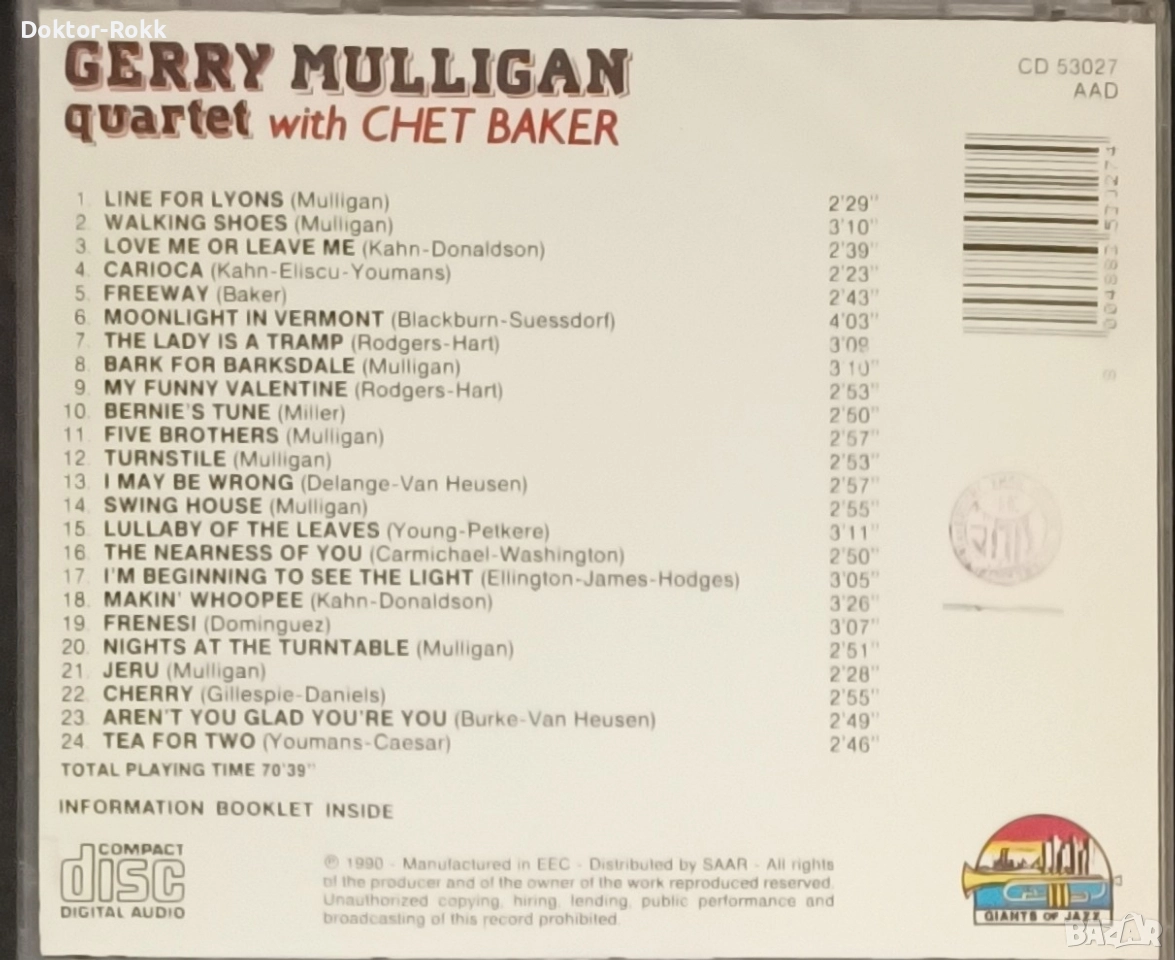 Doktor-Rokk
GERRY MULLIGAN
quartet with CHET BAKER
CD 53027
AAD
1. LINE FOR LYONS (Mulligan) 2'29"
2. WALKING SHOES (Mulligan) 3'10"
3. LOVE ME OR LEAVE ME (Kahn-Donaldson) 2'39"
4. CARIOCA (Kahn-Eliscu-Youmans) 2'23"
5. FREEWAY (Baker) 2'43"
6. MOONLIGHT IN VERMONT (Blackburn-Suessdorf) 4'03"
7. THE LADY IS A TRAMP (Rodgers-Hart) 3'09
8. BARK FOR BARKSDALE (Mulligan) 3'10"
9. MY FUNNY VALENTINE (Rodgers-Hart) 2'53"
10. BERNIE'S TUNE (Miller) 2'50"
11. FIVE BROTHERS (Mulligan) 2'57"
12. TURNSTILE (Mulligan) 2'53"
13. I MAY BE WRONG (Delange-Van Heusen) 2'57"
14. SWING HOUSE (Mulligan) 2'55"
15. LULLABY OF THE LEAVES (Young-Petkere) 3'11"
16. THE NEARNESS OF YOU (Carmichael-Washington) 2'50"
17. I'M BEGINNING TO SEE THE LIGHT (Ellington-James-Hodges) 3'05"
18. MAKIN' WHOOPEE (Kahn-Donaldson) 3'26"
19. FRENESI (Dominguez) 3'07"
20. NIGHTS AT THE TURNTABLE (Mulligan) 2'51"
21. JERU (Mulligan) 2'28"
22. CHERRY (Gillespie-Daniels) 2'55"
23. AREN'T YOU GLAD YOU'RE YOU (Burke-Van Heusen) 2'49"
24. TEA FOR TWO (Youmans-Caesar) 2'46"
TOTAL PLAYING TIME 70'39"
INFORMATION BOOKLET INSIDE
COMPACT
disc
DIGITAL AUDIO
℗ 1990 - Manufactured in EEC - Distributed by SAAR - All rights
of the producer and of the owner of the work reproduced reserved.
Unauthorized copying, hiring, lending, public performance and
broadcasting of this record prohibited.
GIANTS OF JAZZ
BAZAR